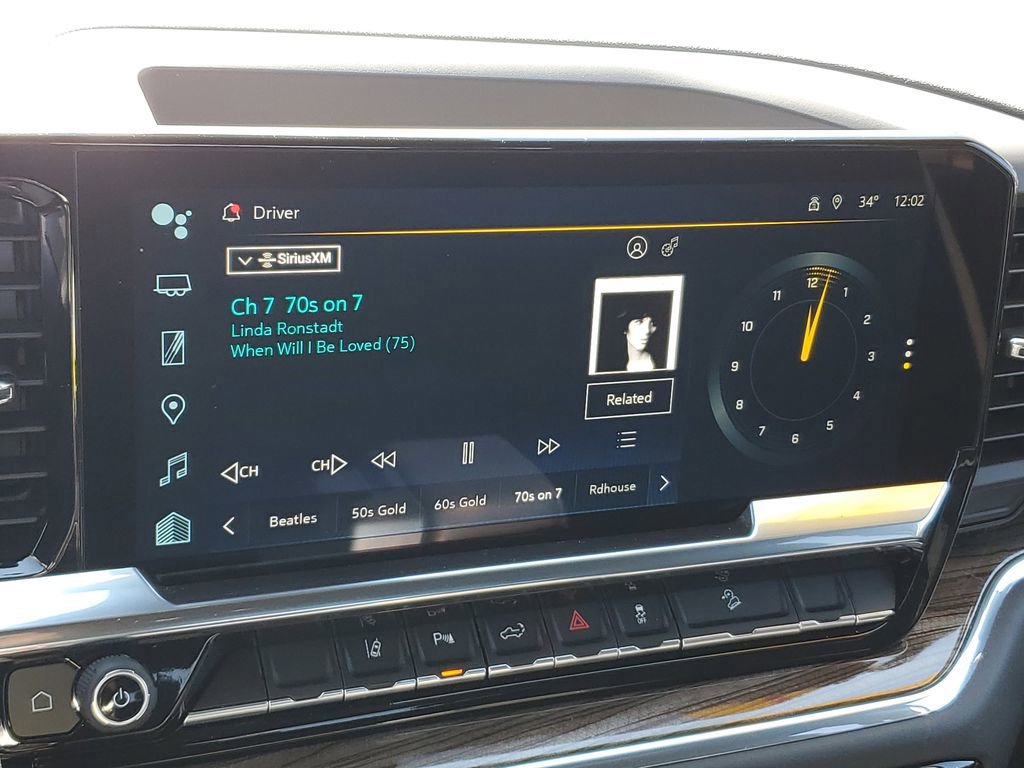 Driver
34° 12:02
SiriusXM
Ch 7 70s on 7
Linda Ronstadt
When Will I Be Loved (75)
Related
12
1
2
3
4
5
6
7
8
9
10
11
CH
CH
Beatles 50s Gold 60s Gold 70s on 7 Rdhouse
P
OFF